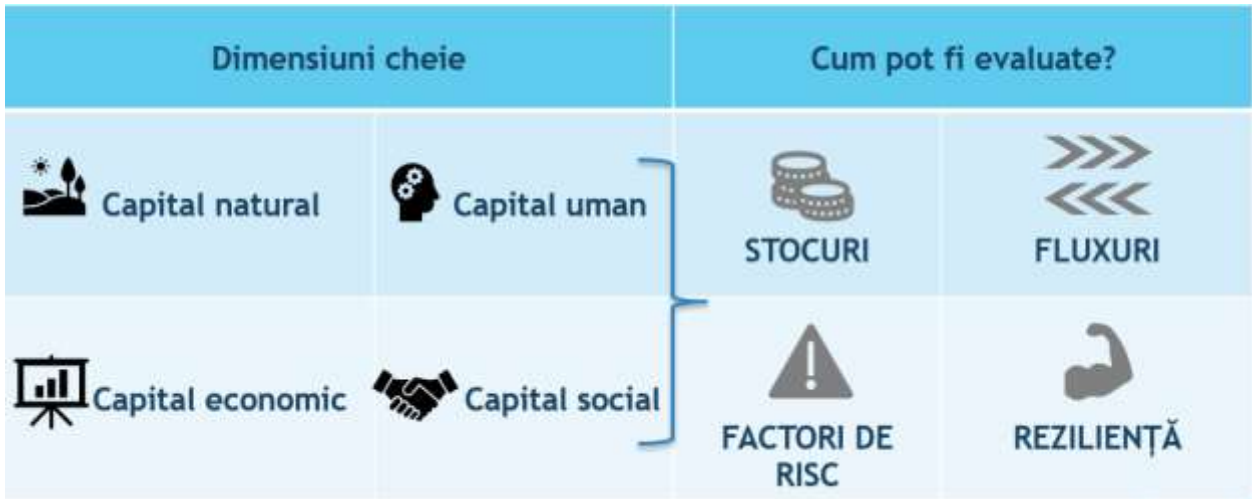 Dimensiuni cheie
Cum pot fi evaluate?
Capital natural
Capital uman
STOCURI
FLUXURI
Capital economic
Capital social
FACTORI DE
RISC
REZILIENȚĂ